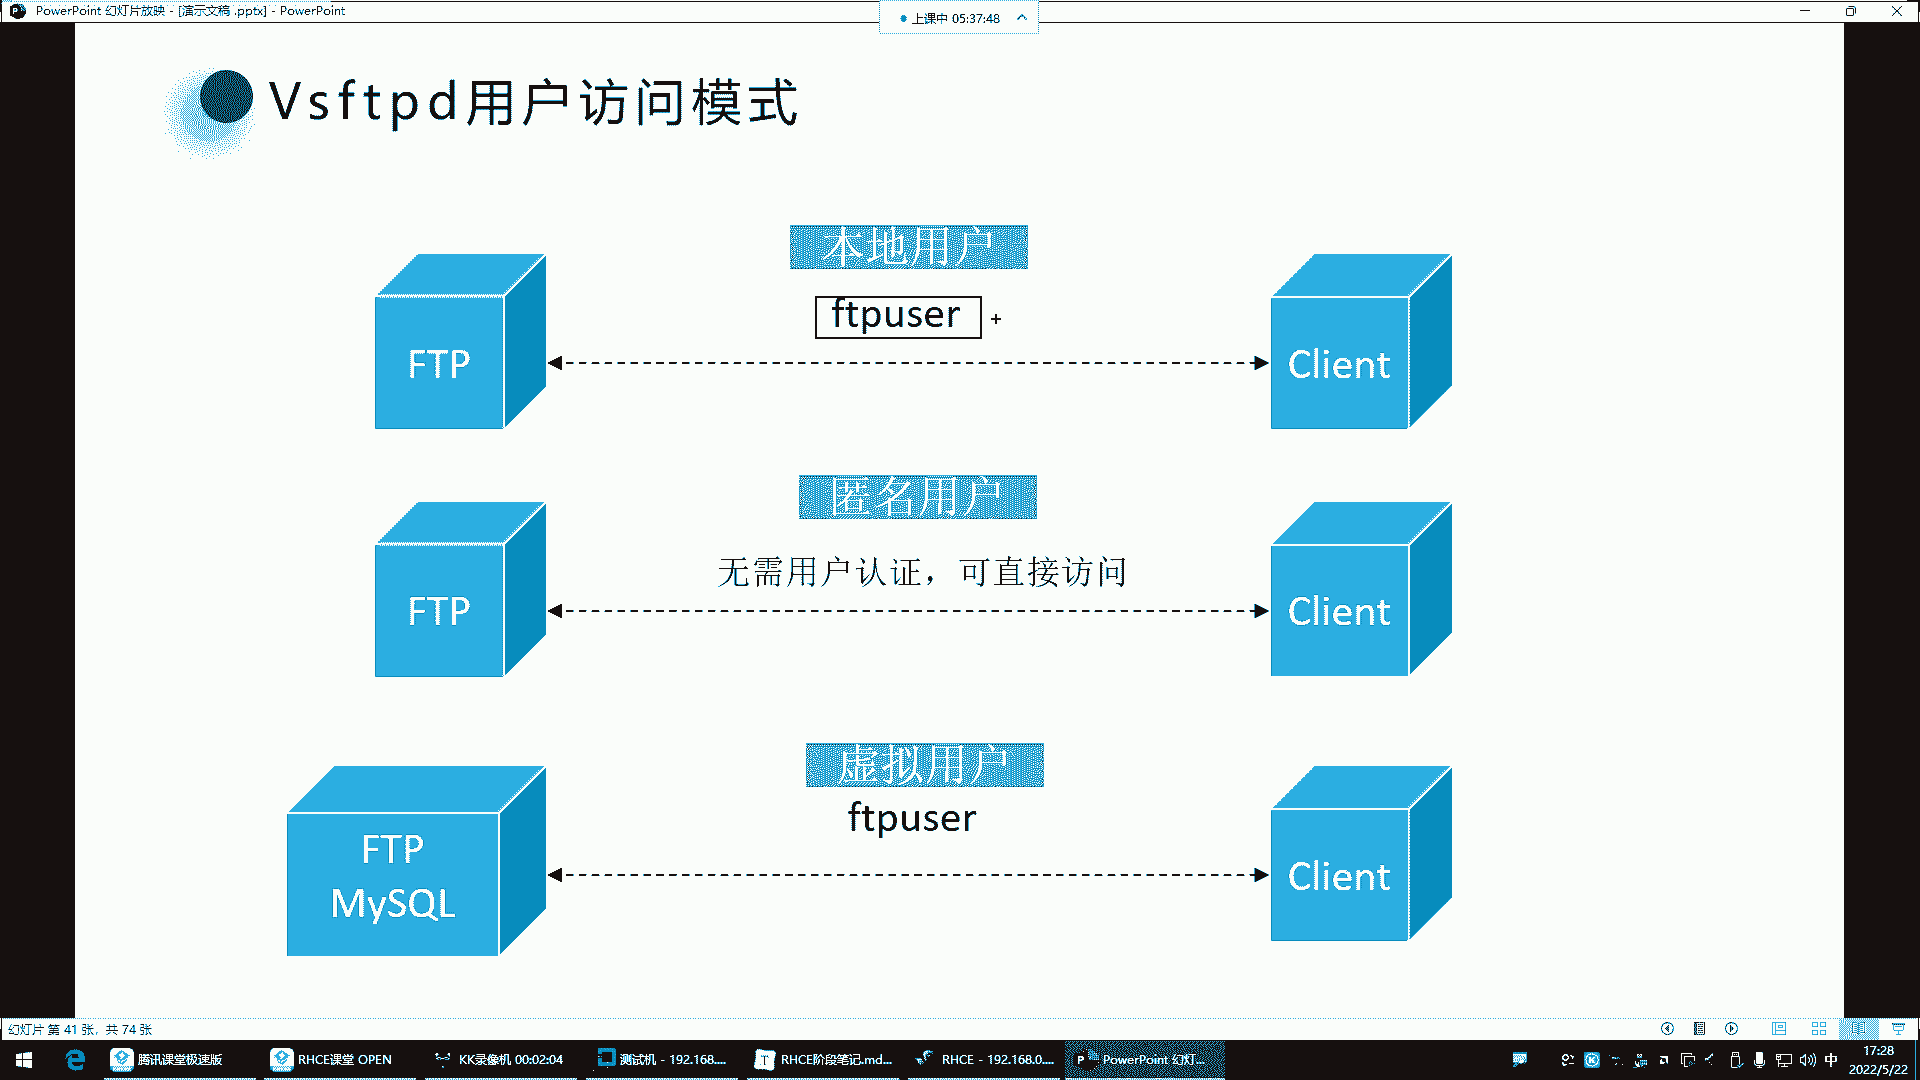 PowerPoint 幻灯片放映 - [演示文稿 .pptx] - PowerPoint
上课中 05:37:48
Vsftpd用户访问模式
本地用户
ftpuser
FTP
Client
匿名用户
无需用户认证，可直接访问
FTP
Client
虚拟用户
ftpuser
FTP
MySQL
Client
幻灯片 第 41 张，共 74 张
腾讯课堂极速版
RHCE课堂 OPEN
KK录像机 00:02:04
测试机 - 192.168....
RHCE阶段笔记.md...
RHCE - 192.168.0....
PowerPoint 幻灯...
中
17:28
2022/5/22